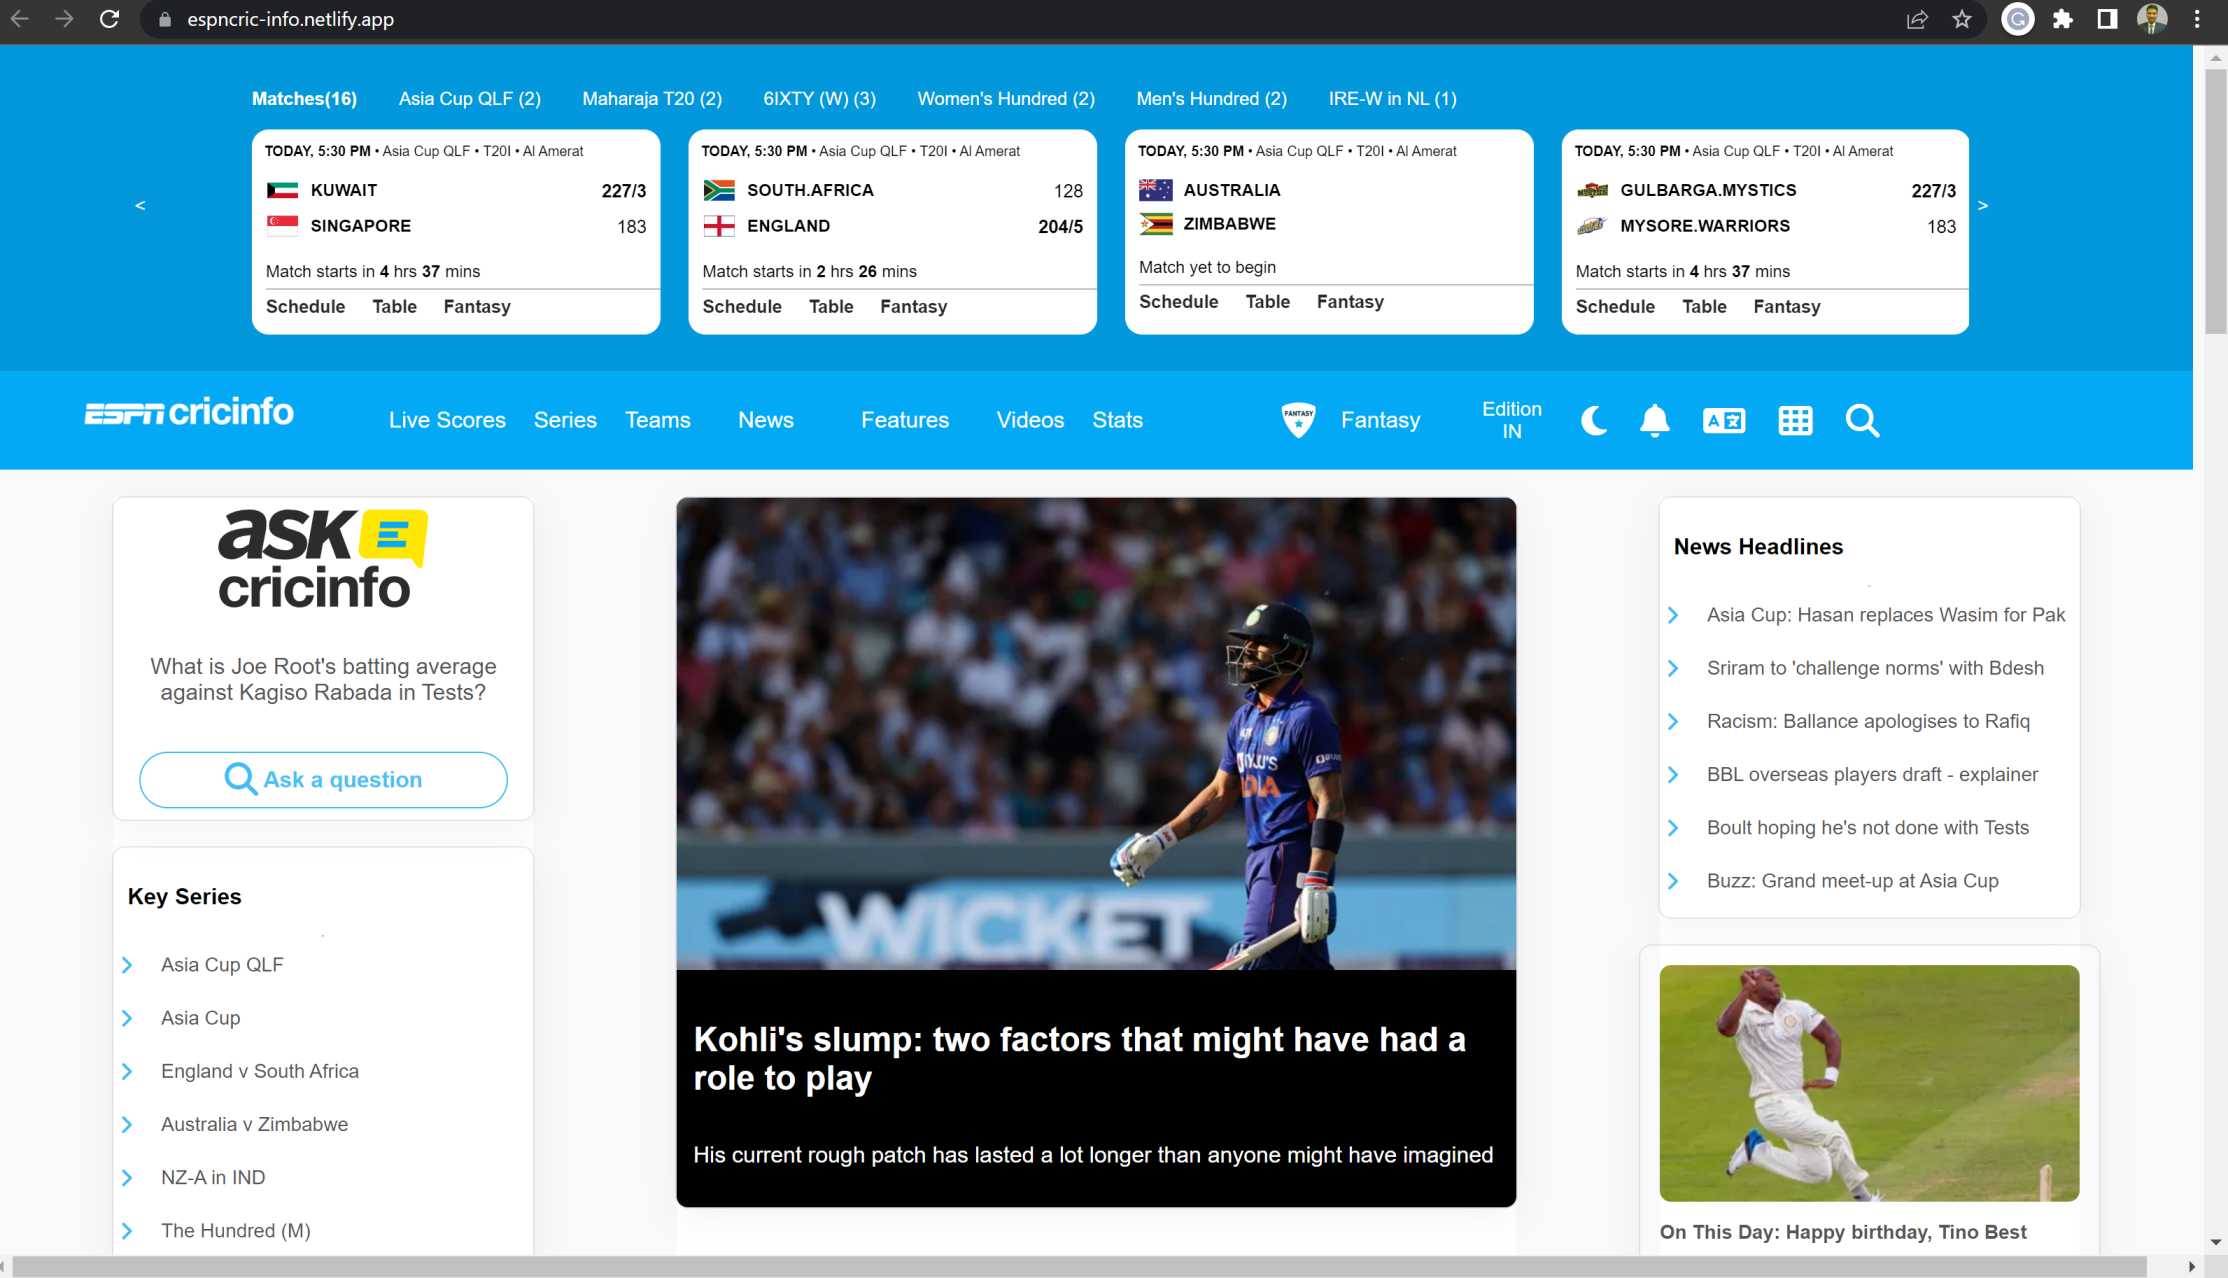 espncric-info.netlify.app
Matches(16) Asia Cup QLF (2) Maharaja T20 (2) 6IXTY (W) (3) Women's Hundred (2) Men's Hundred (2) IRE-W in NL (1)
TODAY, 5:30 PM • Asia Cup QLF • T20I • Al Amerat
KUWAIT 227/3
SINGAPORE 183
Match starts in 4 hrs 37 mins
Schedule Table Fantasy
TODAY, 5:30 PM • Asia Cup QLF • T20I • Al Amerat
SOUTH.AFRICA 128
ENGLAND 204/5
Match starts in 2 hrs 26 mins
Schedule Table Fantasy
TODAY, 5:30 PM • Asia Cup QLF • T20I • Al Amerat
AUSTRALIA
ZIMBABWE
Match yet to begin
Schedule Table Fantasy
TODAY, 5:30 PM • Asia Cup QLF • T20I • Al Amerat
GULBARGA.MYSTICS 227/3
MYSORE.WARRIORS 183
Match starts in 4 hrs 37 mins
Schedule Table Fantasy
< >
ESPN cricinfo Live Scores Series Teams News Features Videos Stats FANTASY Fantasy Edition
IN
ask
cricinfo
What is Joe Root's batting average
against Kagiso Rabada in Tests?
Ask a question
Key Series
Asia Cup QLF
Asia Cup
England v South Africa
Australia v Zimbabwe
NZ-A in IND
The Hundred (M)
WICKET
Kohli's slump: two factors that might have had a
role to play
His current rough patch has lasted a lot longer than anyone might have imagined
News Headlines
Asia Cup: Hasan replaces Wasim for Pak
Sriram to 'challenge norms' with Bdesh
Racism: Ballance apologises to Rafiq
BBL overseas players draft - explainer
Boult hoping he's not done with Tests
Buzz: Grand meet-up at Asia Cup
On This Day: Happy birthday, Tino Best